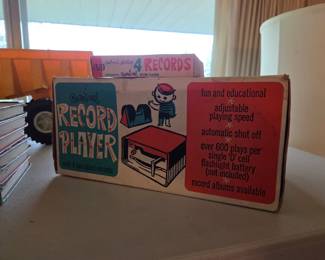 4 RECORDS
RECORD
PLAYER
fun and educational
adjustable
playing speed
automatic shut off
over 600 plays per
single 'D' cell
flashlight battery
(not included)
record albums available